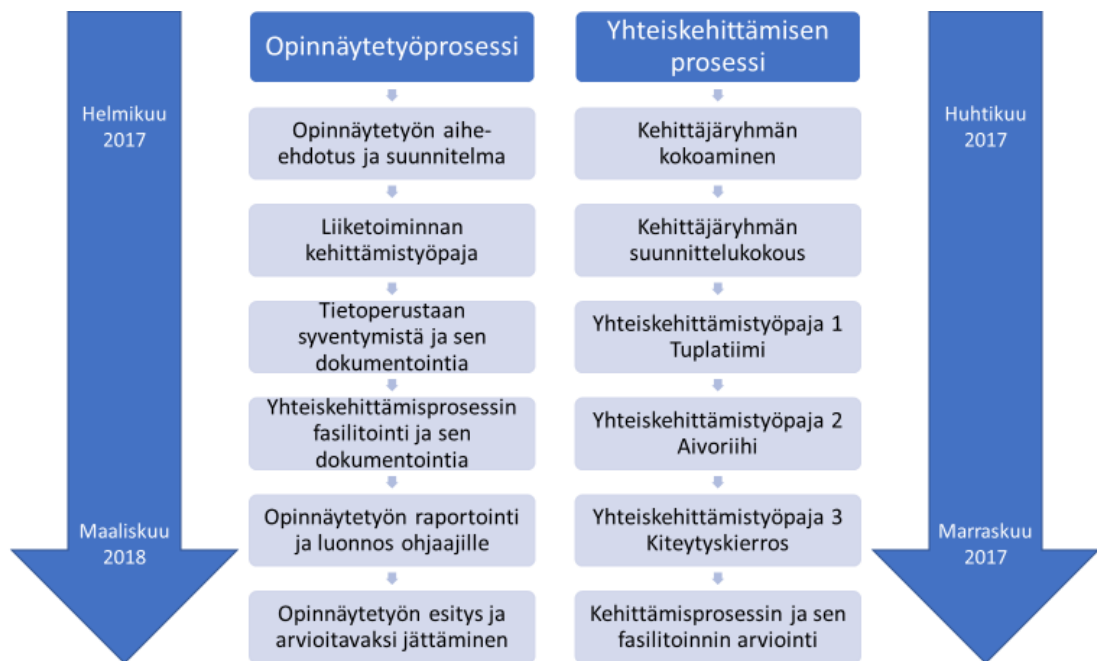 Helmikuu
2017
Maaliskuu
2018
Opinnäytetyöprosessi
Opinnäytetyön aihe-
ehdotus ja suunnitelma
Liiketoiminnan
kehittämistyöpaja
Tietoperustaan
syventymistä ja sen
dokumentointia
Yhteiskehittämisprosessin
fasilitointi ja sen
dokumentointia
Opinnäytetyön raportointi
ja luonnos ohjaajille
Opinnäytetyön esitys ja
arvioitavaksi jättäminen
Yhteiskehittämisen
prosessi
Kehittäjäryhmän
kokoaminen
Kehittäjäryhmän
suunnittelukokous
Yhteiskehittämistyöpaja 1
Tuplatiimi
Yhteiskehittämistyöpaja 2
Aivoriihi
Yhteiskehittämistyöpaja 3
Kiteytyskierros
Kehittämisprosessin ja sen
fasilitoinnin arviointi
Huhtikuu
2017
Marraskuu
2017